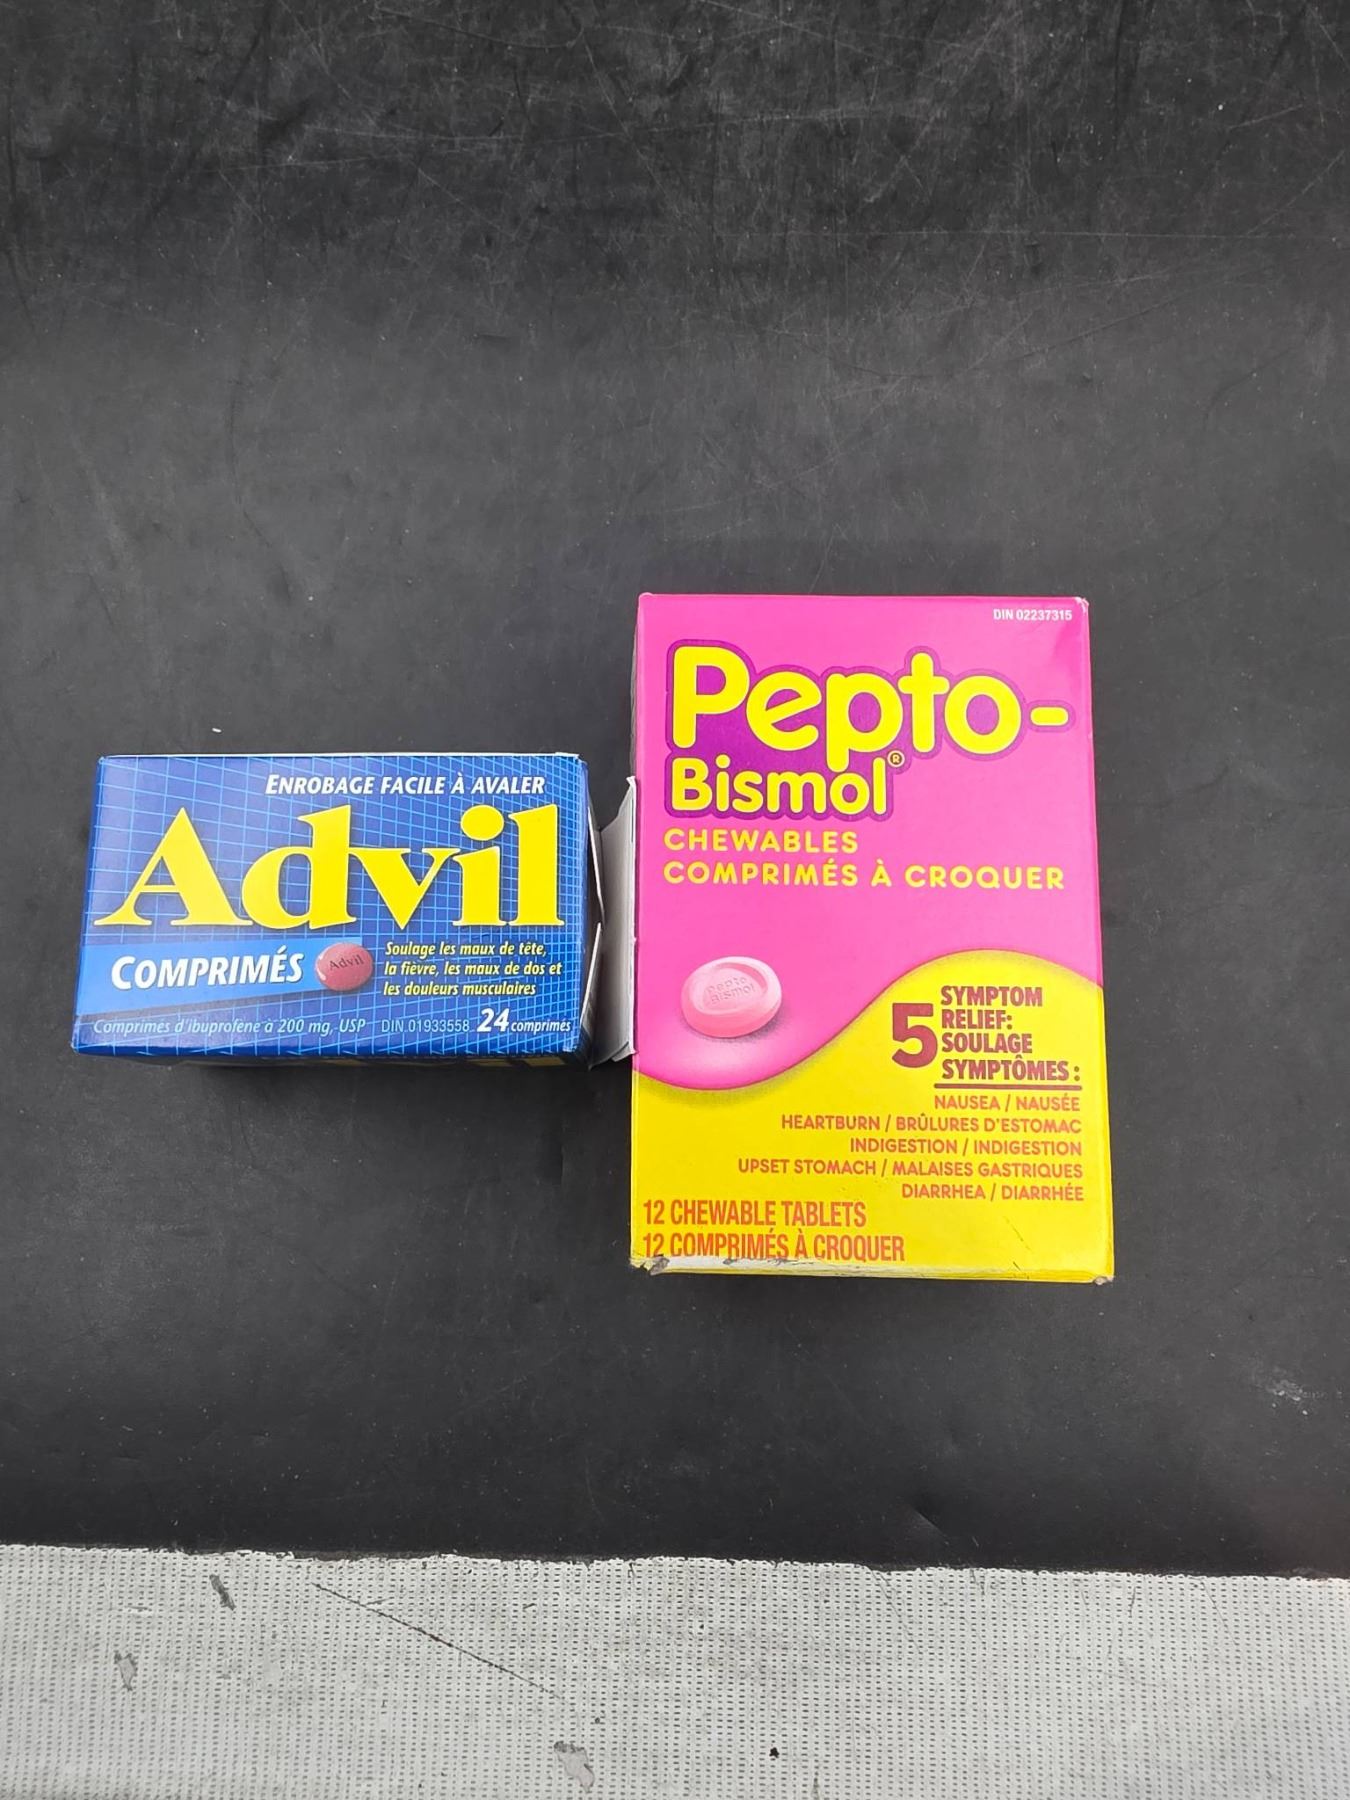 ENROBAGE FACILE À AVALER
Advil
COMPRIMÉS
Advil
Soulage les maux de tête,
la fièvre, les maux de dos et
les douleurs musculaires
Comprimés d'ibuprofène à 200 mg, USP DIN 01933558 24 comprimés
DIN 02237315
Pepto-
Bismol®
CHEWABLES
COMPRIMÉS À CROQUER
Pepto
Bismol
5 SYMPTOM
RELIEF:
SOULAGE
SYMPTÔMES :
NAUSEA / NAUSÉE
HEARTBURN / BRÛLURES D'ESTOMAC
INDIGESTION / INDIGESTION
UPSET STOMACH / MALAISES GASTRIQUES
DIARRHEA / DIARRHÉE
12 CHEWABLE TABLETS
12 COMPRIMÉS À CROQUER